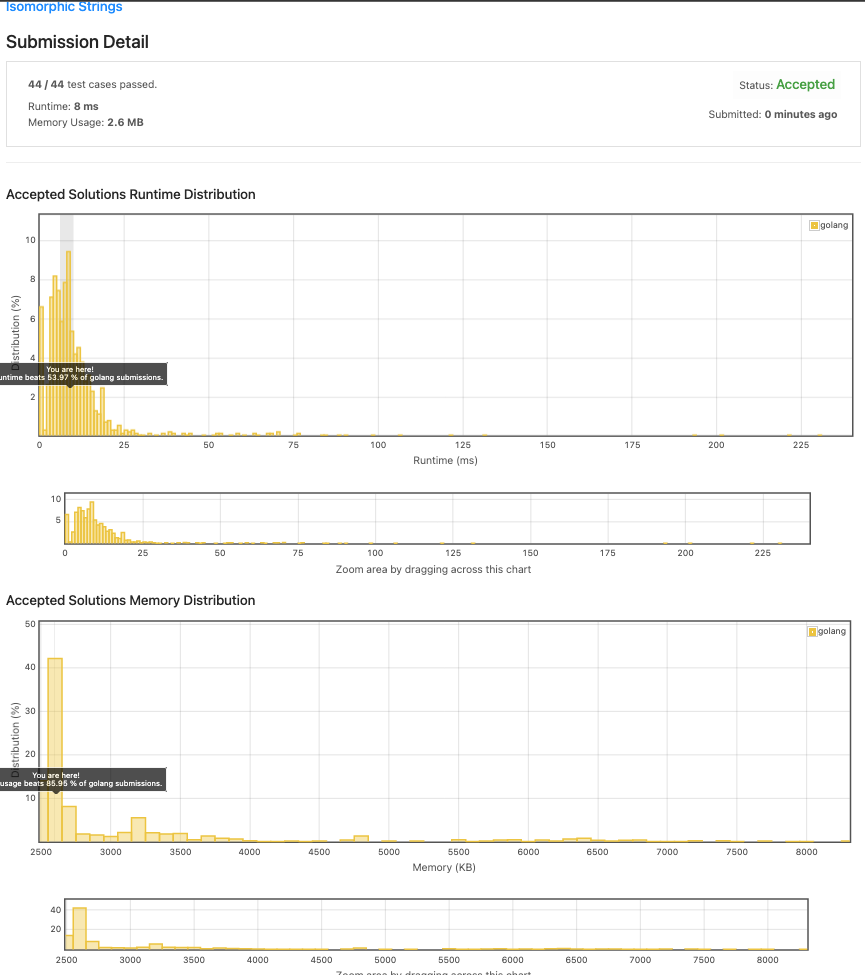 Isomorphic Strings
Submission Detail
44 / 44 test cases passed.
Status: Accepted
Runtime: 8 ms
Submitted: 0 minutes ago
Memory Usage: 2.6 MB
Accepted Solutions Runtime Distribution
golang
10
8
6
4
2
Distribution (%)
You are here!
untime beats 53.97 % of golang submissions.
0 25 50 75 100 125 150 175 200 225
Runtime (ms)
10
5
0 25 50 75 100 125 150 175 200 225
Zoom area by dragging across this chart
Accepted Solutions Memory Distribution
golang
50
40
30
20
10
Distribution (%)
You are here!
usage beats 85.95 % of golang submissions.
2500 3000 3500 4000 4500 5000 5500 6000 6500 7000 7500 8000
Memory (KB)
40
20
2500 3000 3500 4000 4500 5000 5500 6000 6500 7000 7500 8000
Zoom area by dragging across this chart